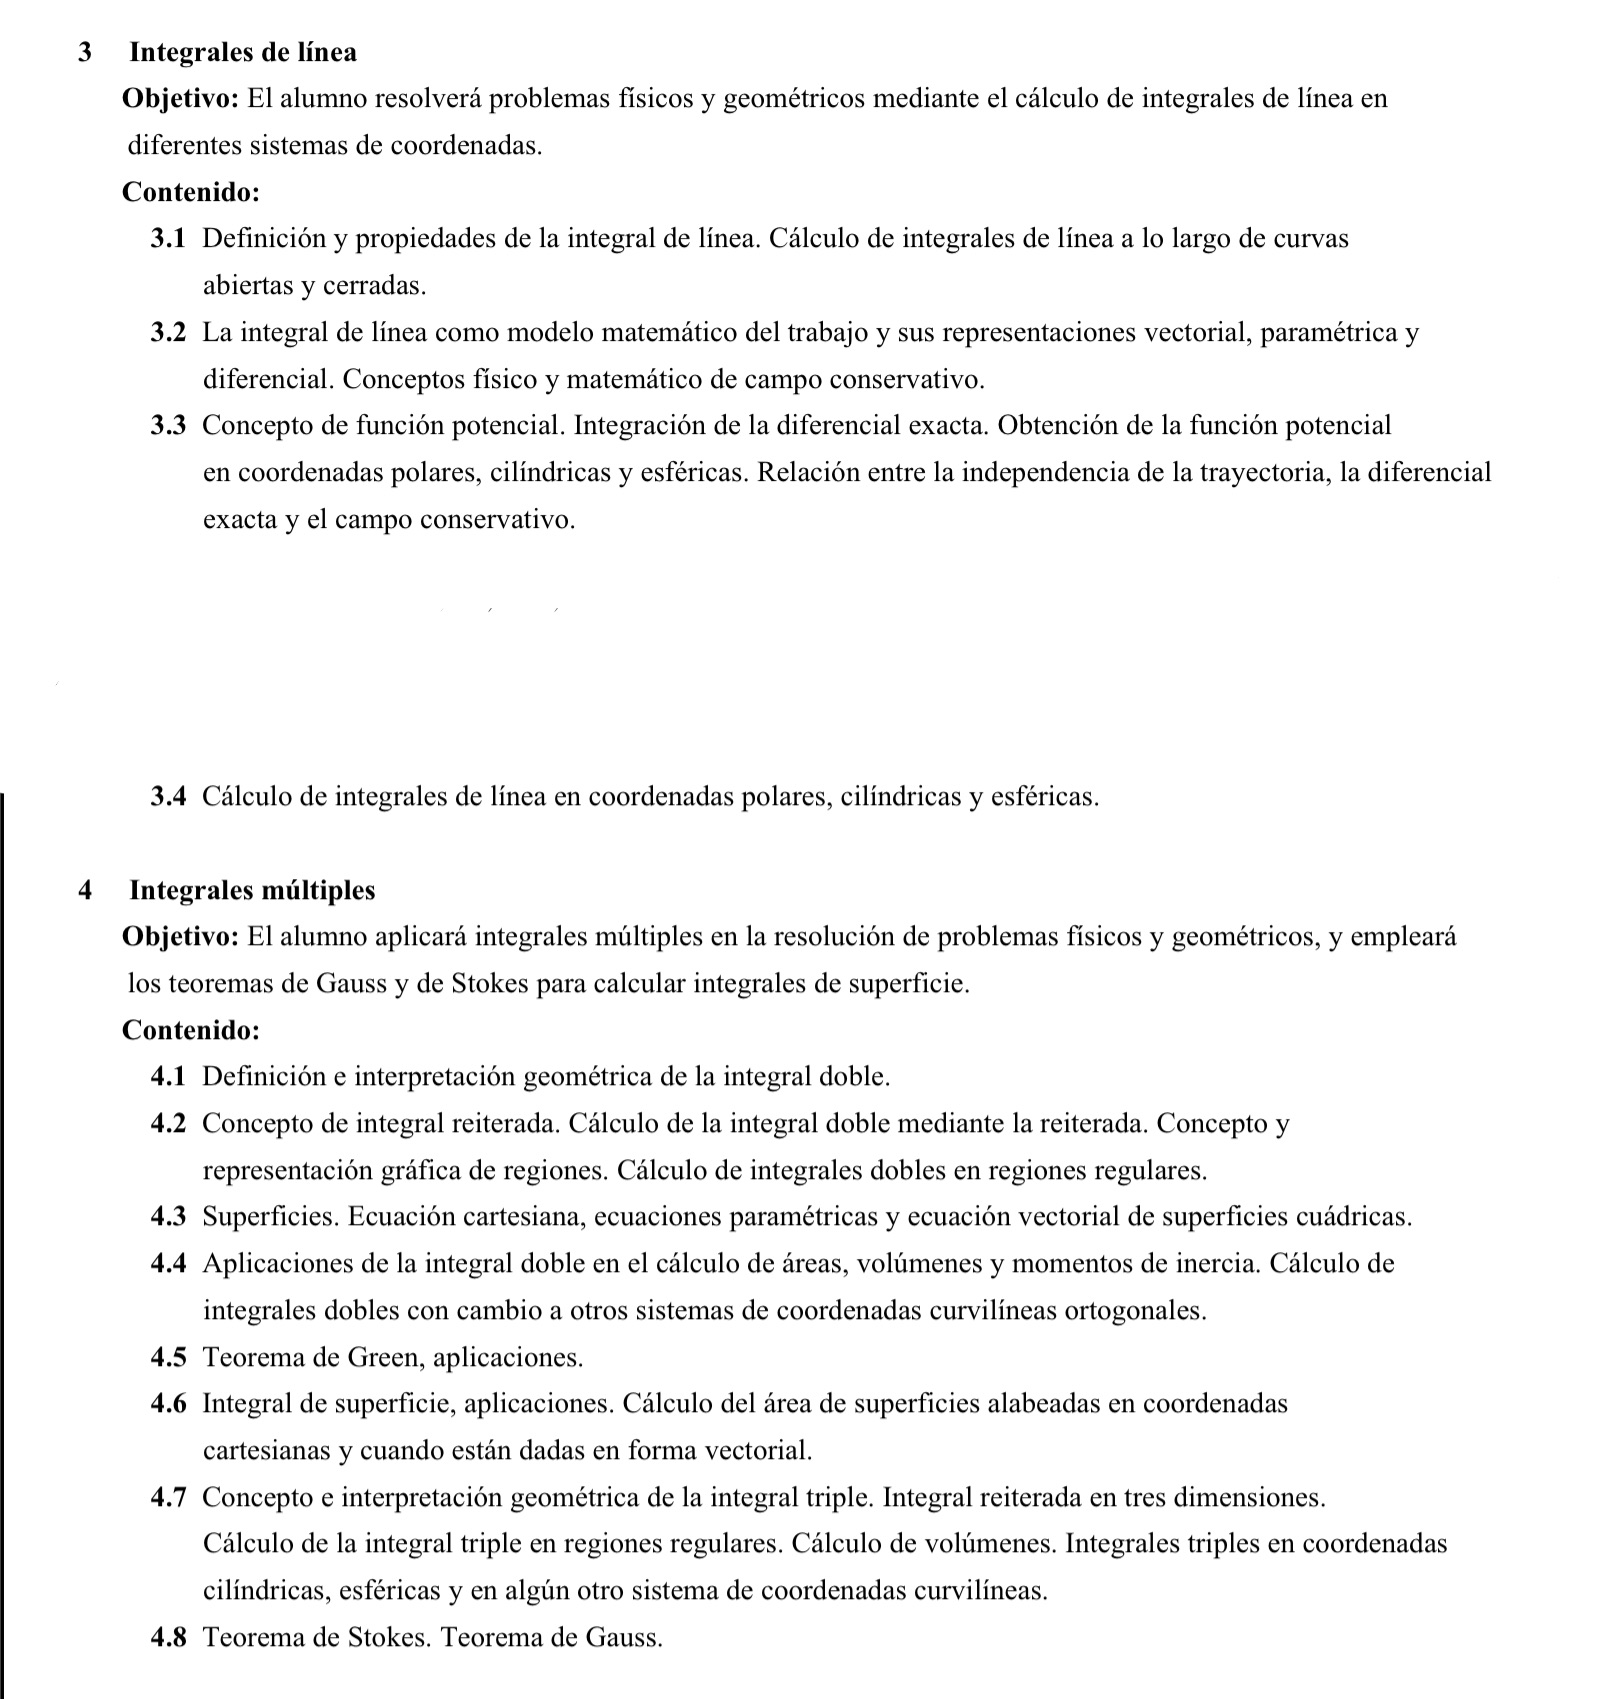 3 Integrales de línea
Objetivo: El alumno resolverá problemas físicos y geométricos mediante el cálculo de integrales de línea en
diferentes sistemas de coordenadas.
Contenido:
3.1 Definición y propiedades de la integral de línea. Cálculo de integrales de línea a lo largo de curvas
abiertas y cerradas.
3.2 La integral de línea como modelo matemático del trabajo y sus representaciones vectorial, paramétrica y
diferencial. Conceptos físico y matemático de campo conservativo.
3.3 Concepto de función potencial. Integración de la diferencial exacta. Obtención de la función potencial
en coordenadas polares, cilíndricas y esféricas. Relación entre la independencia de la trayectoria, la diferencial
exacta y el campo conservativo.
3.4 Cálculo de integrales de línea en coordenadas polares, cilíndricas y esféricas.
4 Integrales múltiples
Objetivo: El alumno aplicará integrales múltiples en la resolución de problemas físicos y geométricos, y empleará
los teoremas de Gauss y de Stokes para calcular integrales de superficie.
Contenido:
4.1 Definición e interpretación geométrica de la integral doble.
4.2 Concepto de integral reiterada. Cálculo de la integral doble mediante la reiterada. Concepto y
representación gráfica de regiones. Cálculo de integrales dobles en regiones regulares.
4.3 Superficies. Ecuación cartesiana, ecuaciones paramétricas y ecuación vectorial de superficies cuádricas.
4.4 Aplicaciones de la integral doble en el cálculo de áreas, volúmenes y momentos de inercia. Cálculo de
integrales dobles con cambio a otros sistemas de coordenadas curvilíneas ortogonales.
4.5 Teorema de Green, aplicaciones.
4.6 Integral de superficie, aplicaciones. Cálculo del área de superficies alabeadas en coordenadas
cartesianas y cuando están dadas en forma vectorial.
4.7 Concepto e interpretación geométrica de la integral triple. Integral reiterada en tres dimensiones.
Cálculo de la integral triple en regiones regulares. Cálculo de volúmenes. Integrales triples en coordenadas
cilíndricas, esféricas y en algún otro sistema de coordenadas curvilíneas.
4.8 Teorema de Stokes. Teorema de Gauss.